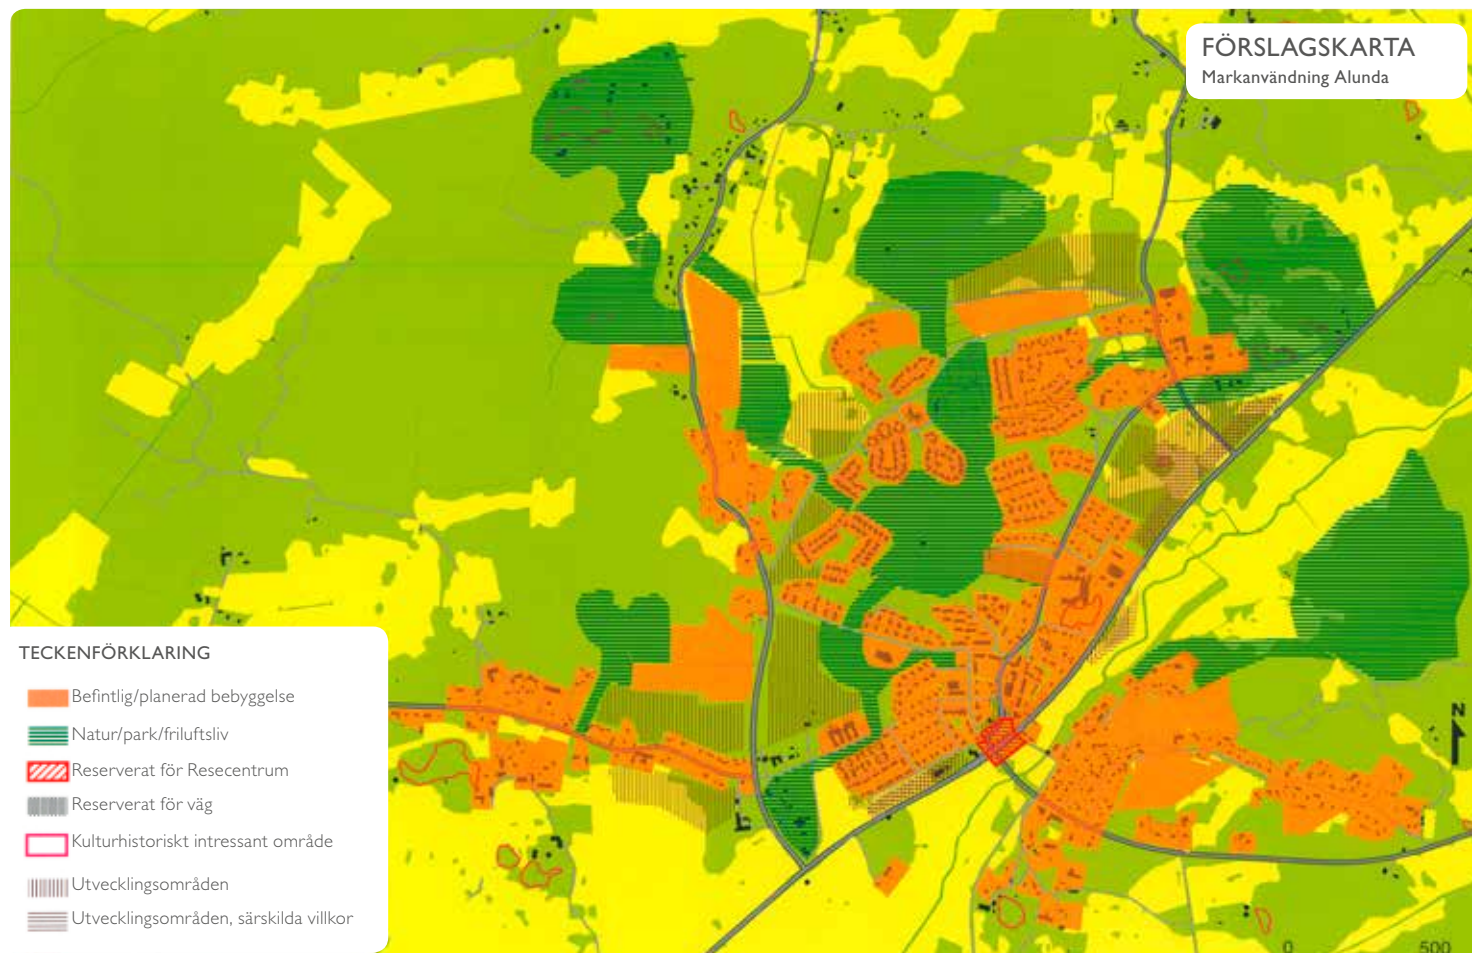 FÖRSLAGSKARTA
Markanvändning Alunda
TECKENFÖRKLARING
Befintlig/planerad bebyggelse
Natur/park/friluftsliv
Reserverat för Resecentrum
Reserverat för väg
Kulturhistoriskt intressant område
Utvecklingsområden
Utvecklingsområden, särskilda villkor
N
0 500